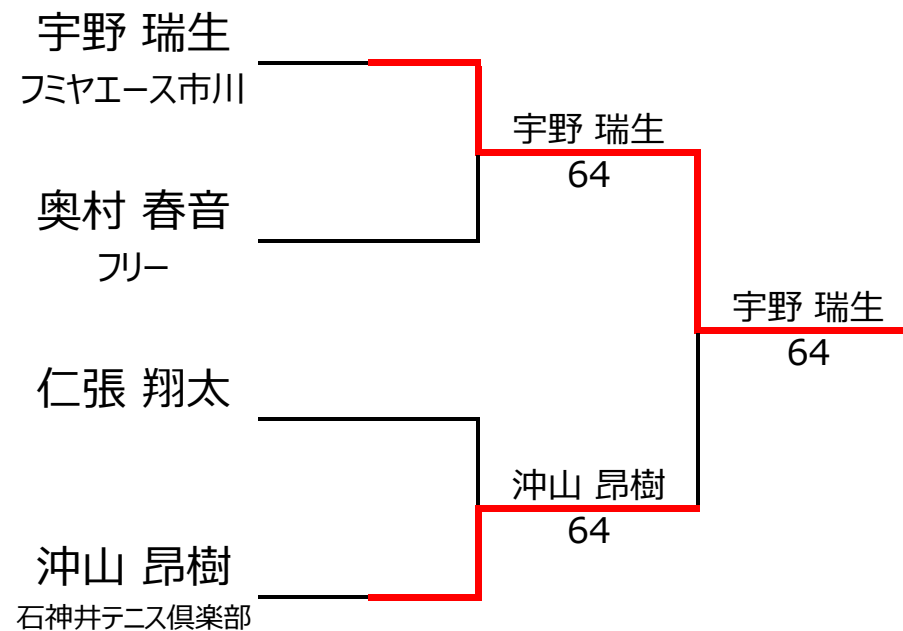 宇野 瑞生
フミヤエース市川
宇野 瑞生
64
奥村 春音
フリー
宇野 瑞生
64
仁張 翔太
沖山 昂樹
64
沖山 昂樹
石神井テニス倶楽部